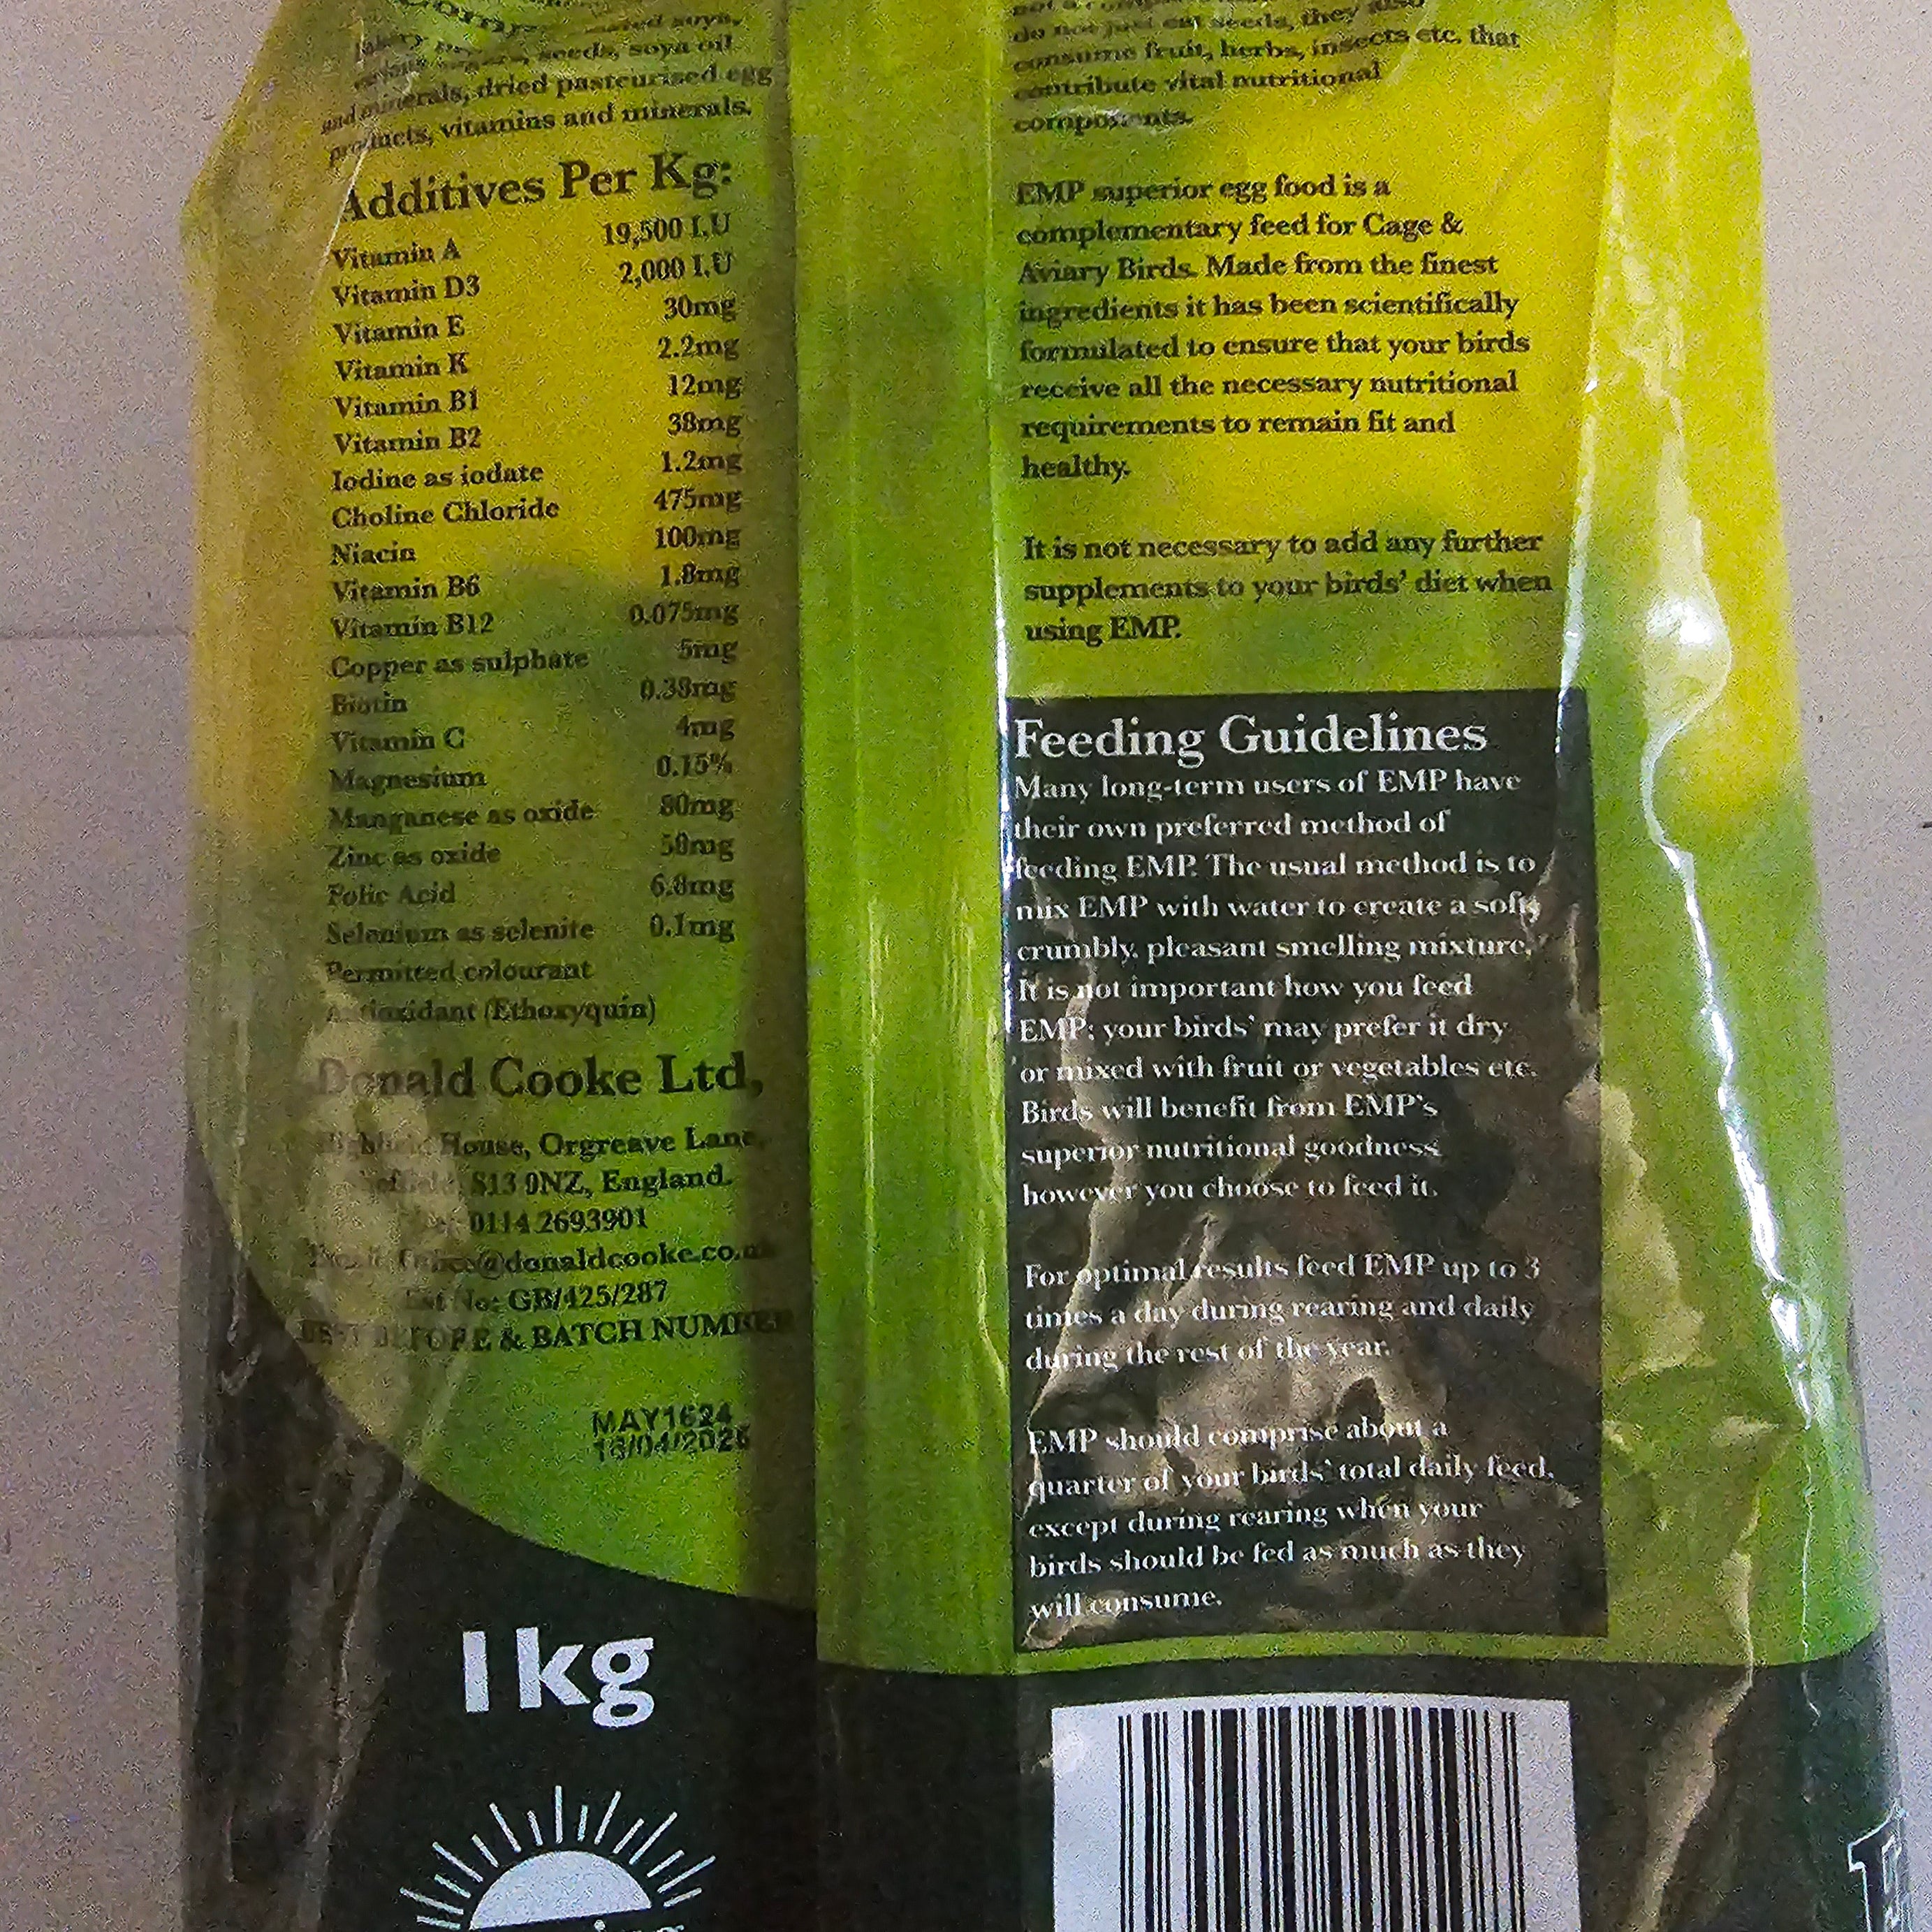 soya,
seeds, soya oil
and minerals, dried pasteurised egg
products, vitamins and minerals.
Additives Per Kg:
Vitamin A 19,500 I.U
Vitamin D3 2,000 I.U
Vitamin E 30mg
Vitamin K 2.2mg
Vitamin B1 12mg
Vitamin B2 38mg
Iodine as iodate 1.2mg
Choline Chloride 475mg
Niacin 100mg
Vitamin B6 1.8mg
Vitamin B12 0.075mg
Copper as sulphate 5mg
Biotin 0.38mg
Vitamin C 4mg
Magnesium 0.15%
Manganese as oxide 80mg
Zinc as oxide 58mg
Folic Acid 6.8mg
Selenium as selenite 0.1mg
Permitted colourant
Antioxidant (Ethoxyquin)
Donald Cooke Ltd,
House, Orgreave Lane,
S13 9NZ, England.
0114 2693901
Est No: GB/425/287
BEST BEFORE & BATCH NUMBER
MAY1624
16/04/2026
1kg
do not just eat seeds, they also
consume fruit, herbs, insects etc. that
contribute vital nutritional
components.
EMP superior egg food is a
complementary feed for Cage &
Aviary Birds. Made from the finest
ingredients it has been scientifically
formulated to ensure that your birds
receive all the necessary nutritional
requirements to remain fit and
healthy.
It is not necessary to add any further
supplements to your birds' diet when
using EMP.
Feeding Guidelines
Many long-term users of EMP have
their own preferred method of
feeding EMP. The usual method is to
mix EMP with water to create a soft,
crumbly, pleasant smelling mixture.
It is not important how you feed
EMP; your birds' may prefer it dry
or mixed with fruit or vegetables etc.
Birds will benefit from EMP's
superior nutritional goodness
however you choose to feed it.
For optimal results feed EMP up to 3
times a day during rearing and daily
during the rest of the year.
EMP should comprise about a
quarter of your birds' total daily feed,
except during rearing when your
birds should be fed as much as they
will consume.